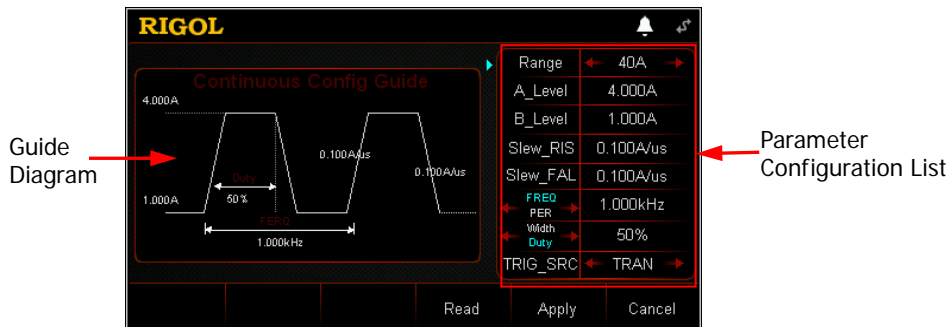 RIGOL
Continuous Config Guide
4.000A
0.100A/us
0.100A/us
Duty
50%
1.000A
FERQ
1.000kHz
Range 40A
A_Level 4.000A
B_Level 1.000A
Slew_RIS 0.100A/us
Slew_FAL 0.100A/us
FREQ
PER
1.000kHz
Width
Duty
50%
TRIG_SRC TRAN
Read Apply Cancel
Guide
Diagram
Parameter
Configuration List